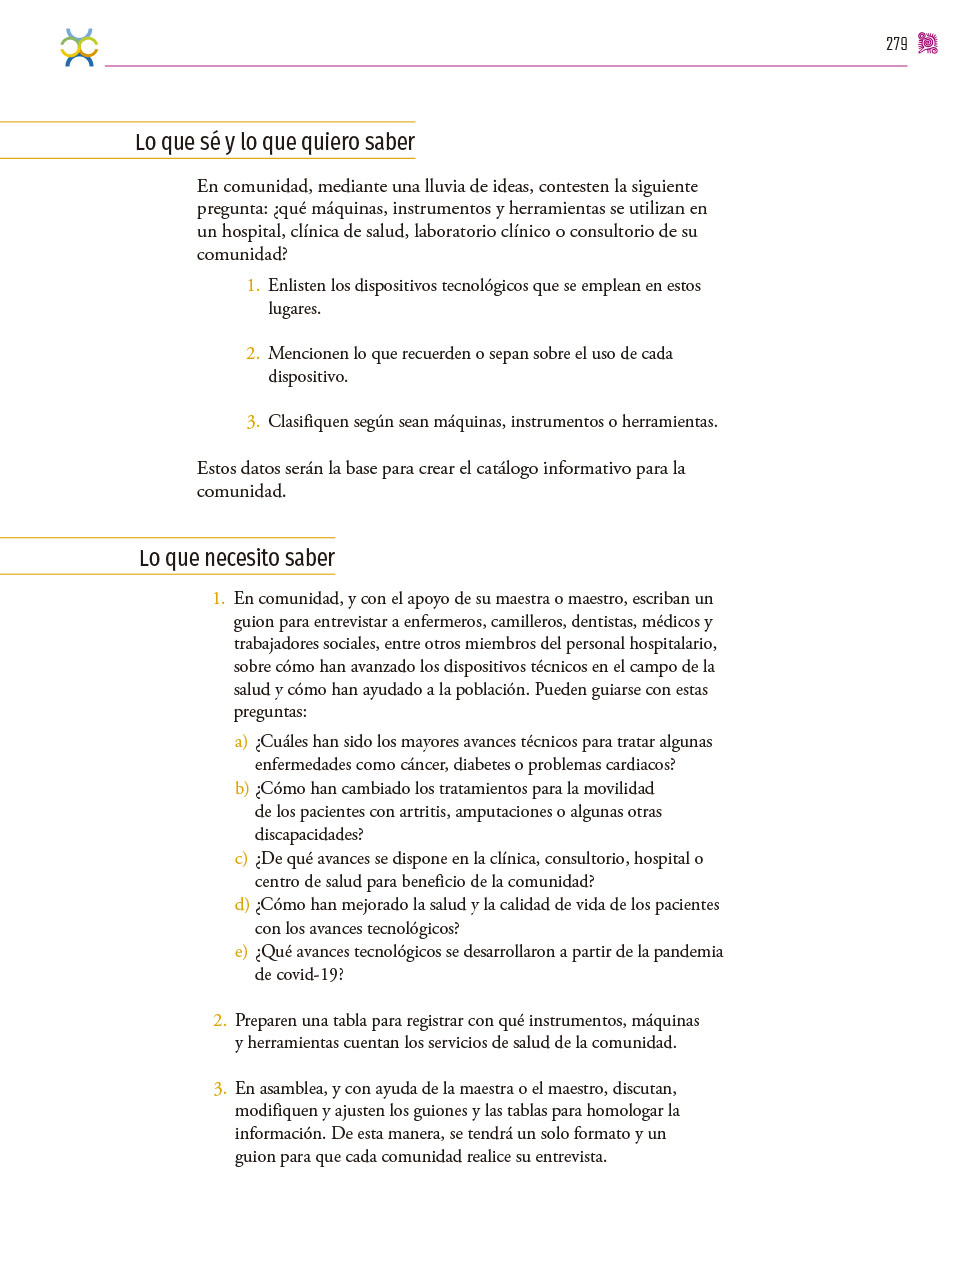 279
Lo que sé y lo que quiero saber
En comunidad, mediante una lluvia de ideas, contesten la siguiente
pregunta: ¿qué máquinas, instrumentos y herramientas se utilizan en
un hospital, clínica de salud, laboratorio clínico o consultorio de su
comunidad?
1. Enlisten los dispositivos tecnológicos que se emplean en estos
lugares.
2. Mencionen lo que recuerden o sepan sobre el uso de cada
dispositivo.
3. Clasifiquen según sean máquinas, instrumentos o herramientas.
Estos datos serán la base para crear el catálogo informativo para la
comunidad.
Lo que necesito saber
1. En comunidad, y con el apoyo de su maestra o maestro, escriban un
guion para entrevistar a enfermeros, camilleros, dentistas, médicos y
trabajadores sociales, entre otros miembros del personal hospitalario,
sobre cómo han avanzado los dispositivos técnicos en el campo de la
salud y cómo han ayudado a la población. Pueden guiarse con estas
preguntas:
a) ¿Cuáles han sido los mayores avances técnicos para tratar algunas
enfermedades como cáncer, diabetes o problemas cardiacos?
b) ¿Cómo han cambiado los tratamientos para la movilidad
de los pacientes con artritis, amputaciones o algunas otras
discapacidades?
c) ¿De qué avances se dispone en la clínica, consultorio, hospital o
centro de salud para beneficio de la comunidad?
d) ¿Cómo han mejorado la salud y la calidad de vida de los pacientes
con los avances tecnológicos?
e) ¿Qué avances tecnológicos se desarrollaron a partir de la pandemia
de covid-19?
2. Preparen una tabla para registrar con qué instrumentos, máquinas
y herramientas cuentan los servicios de salud de la comunidad.
3. En asamblea, y con ayuda de la maestra o el maestro, discutan,
modifiquen y ajusten los guiones y las tablas para homologar la
información. De esta manera, se tendrá un solo formato y un
guion para que cada comunidad realice su entrevista.